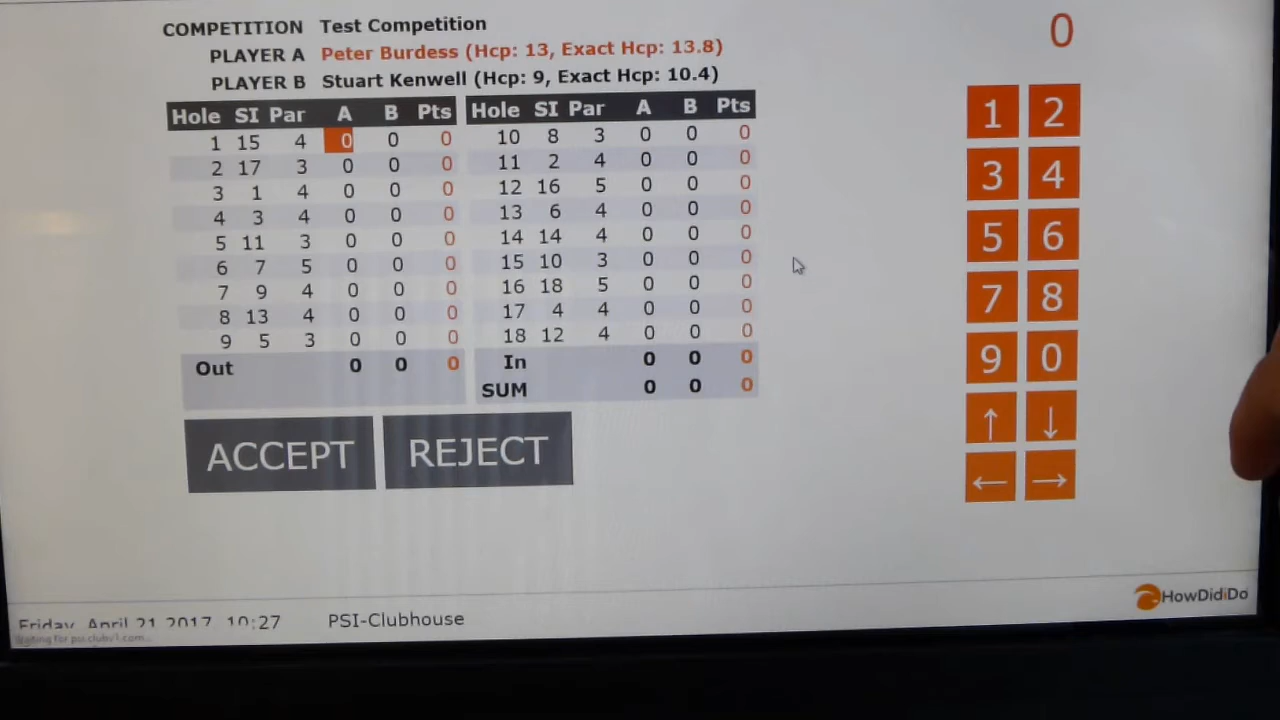 COMPETITION Test Competition
0
PLAYER A Peter Burdess (Hcp: 13, Exact Hcp: 13.8)
PLAYER B Stuart Kenwell (Hcp: 9, Exact Hcp: 10.4)
Hole SI Par A B Pts Hole SI Par A B Pts
1 15 4 0 0 0 10 8 3 0 0 0
2 17 3 0 0 0 11 2 4 0 0 0
3 1 4 0 0 0 12 16 5 0 0 0
4 3 4 0 0 0 13 6 4 0 0 0
5 11 3 0 0 0 14 14 4 0 0 0
6 7 5 0 0 0 15 10 3 0 0 0
7 9 4 0 0 0 16 18 5 0 0 0
8 13 4 0 0 0 17 4 4 0 0 0
9 5 3 0 0 0 18 12 4 0 0 0
Out 0 0 0 In 0 0 0
SUM 0 0 0
ACCEPT REJECT
1 2
3 4
5 6
7 8
9 0
↑ ↓
← →
HowDidiDo
Friday, April 21 2017, 10:27 PSI-Clubhouse
Waiting for psi.clubv1.com...